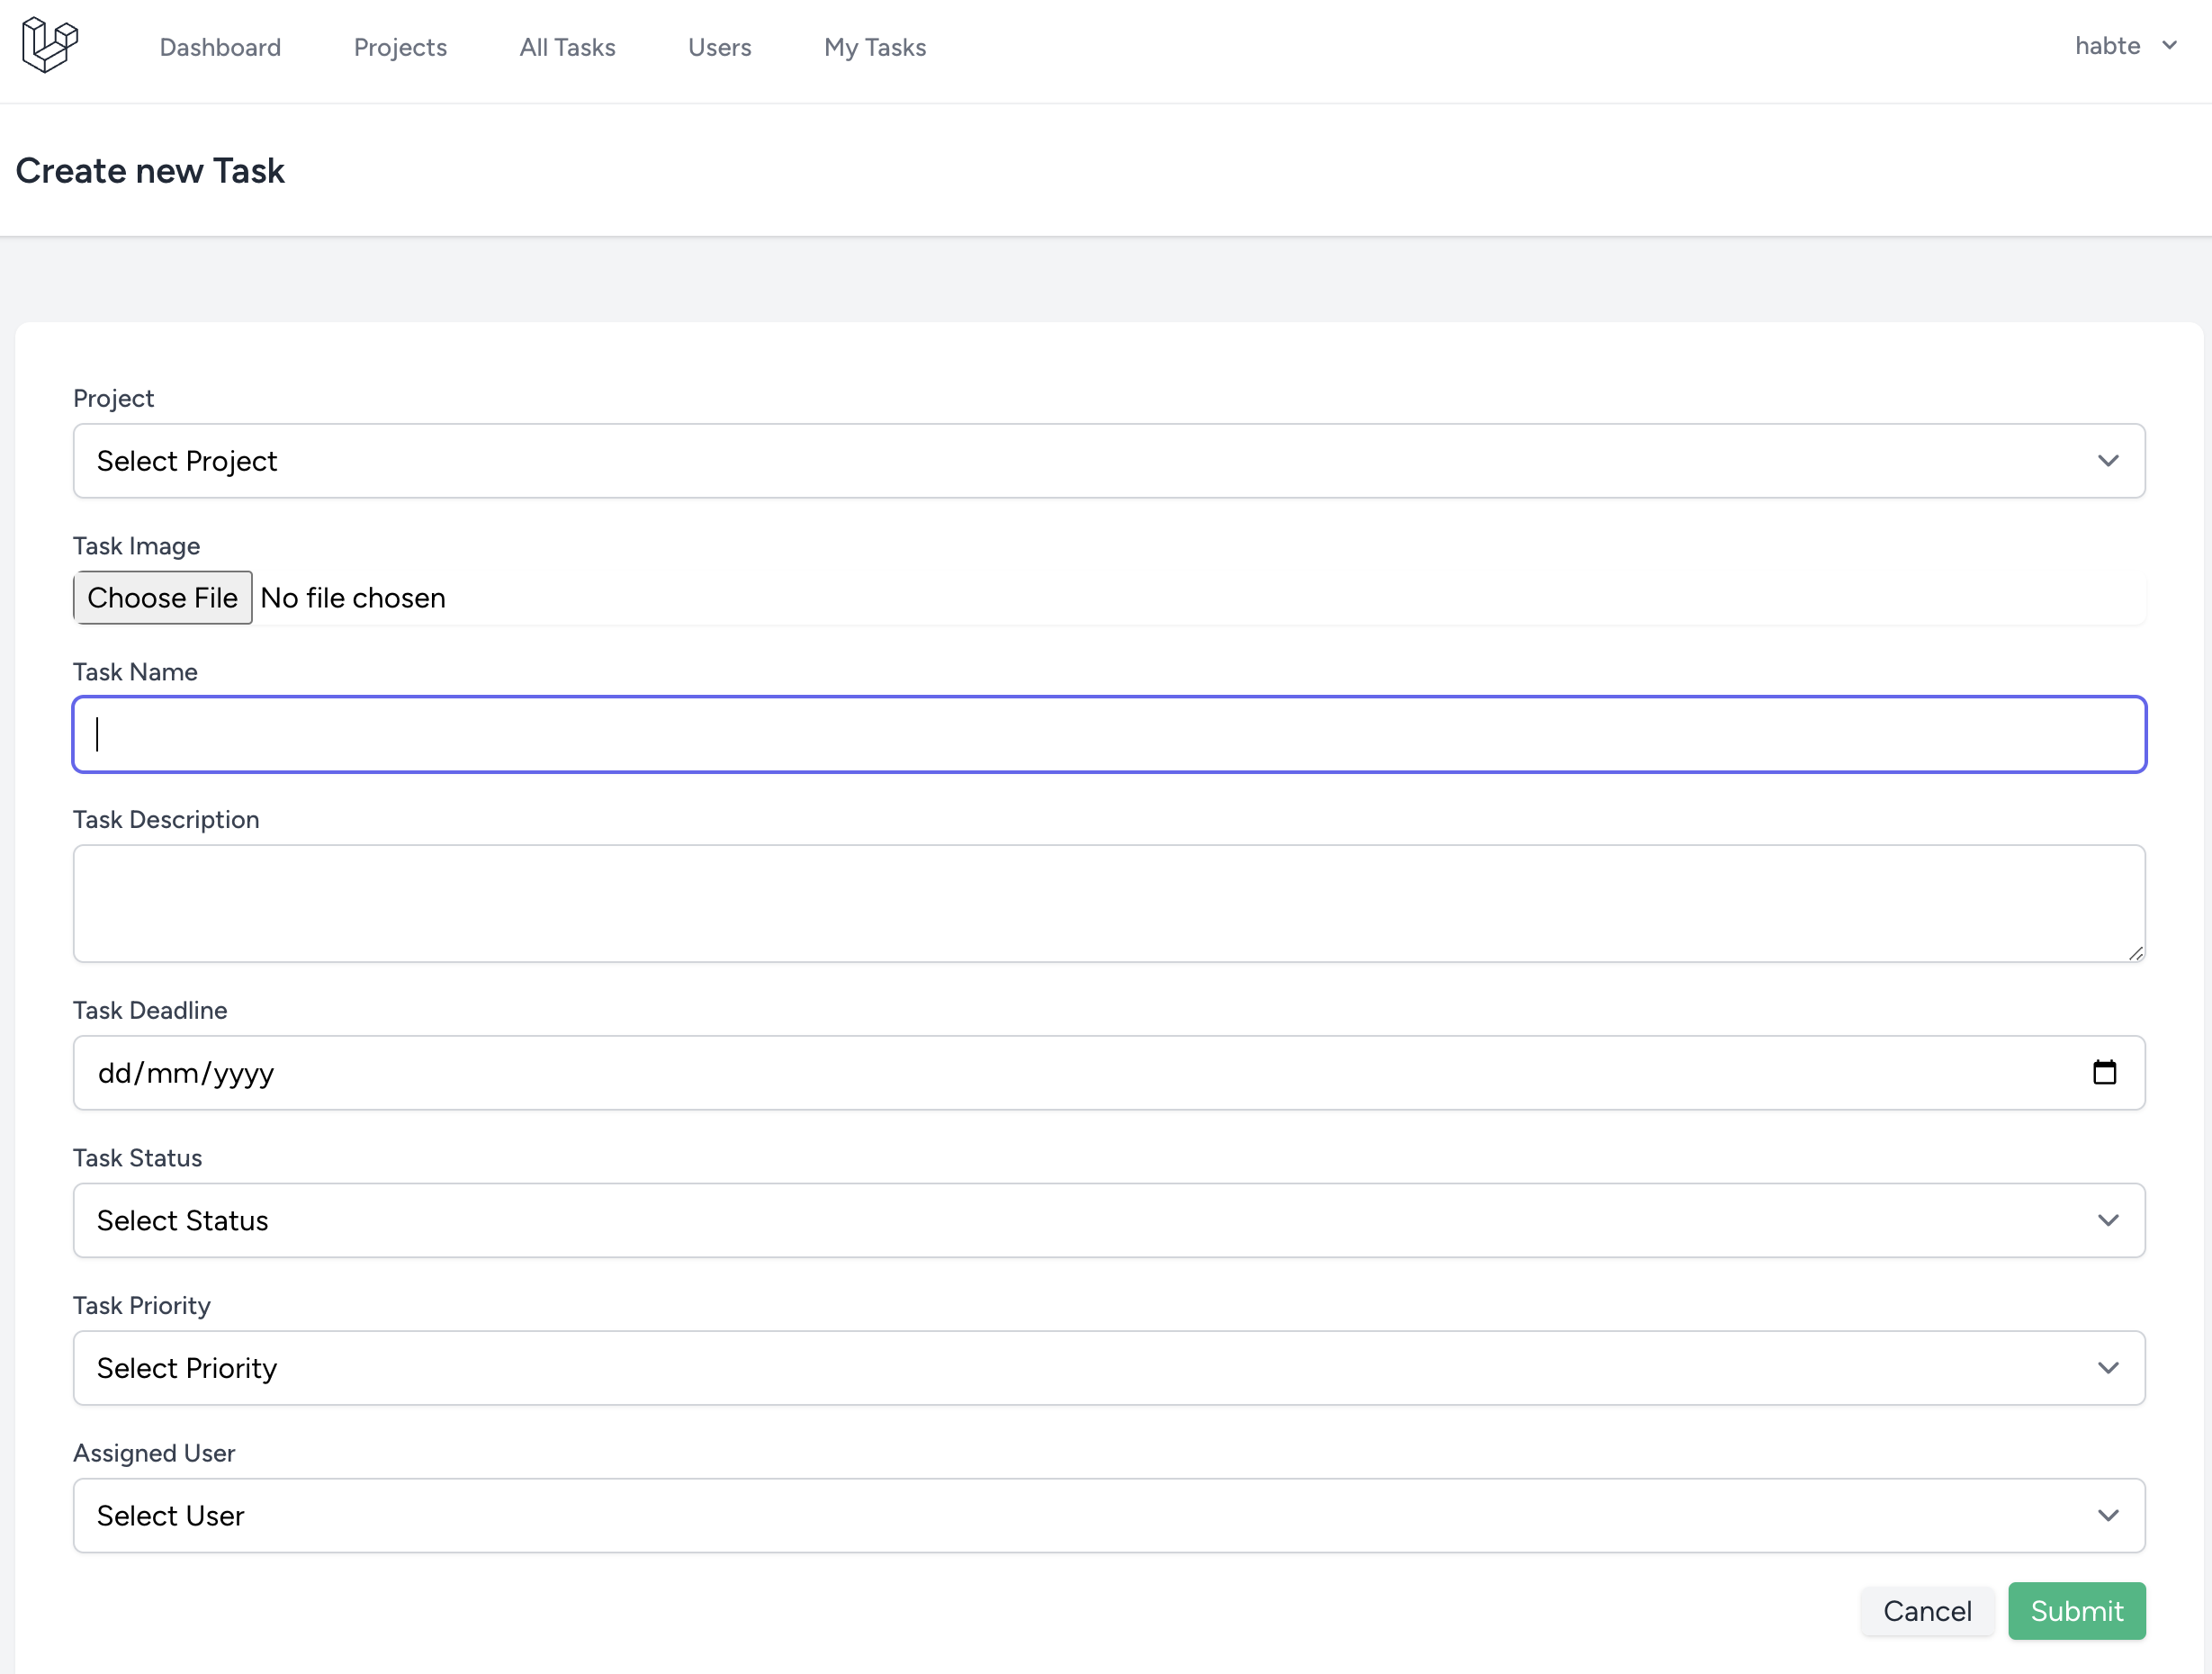 Dashboard Projects All Tasks Users My Tasks habte
Create new Task
Project
Select Project
Task Image
Choose File No file chosen
Task Name
Task Description
Task Deadline
dd/mm/yyyy
Task Status
Select Status
Task Priority
Select Priority
Assigned User
Select User
Cancel Submit